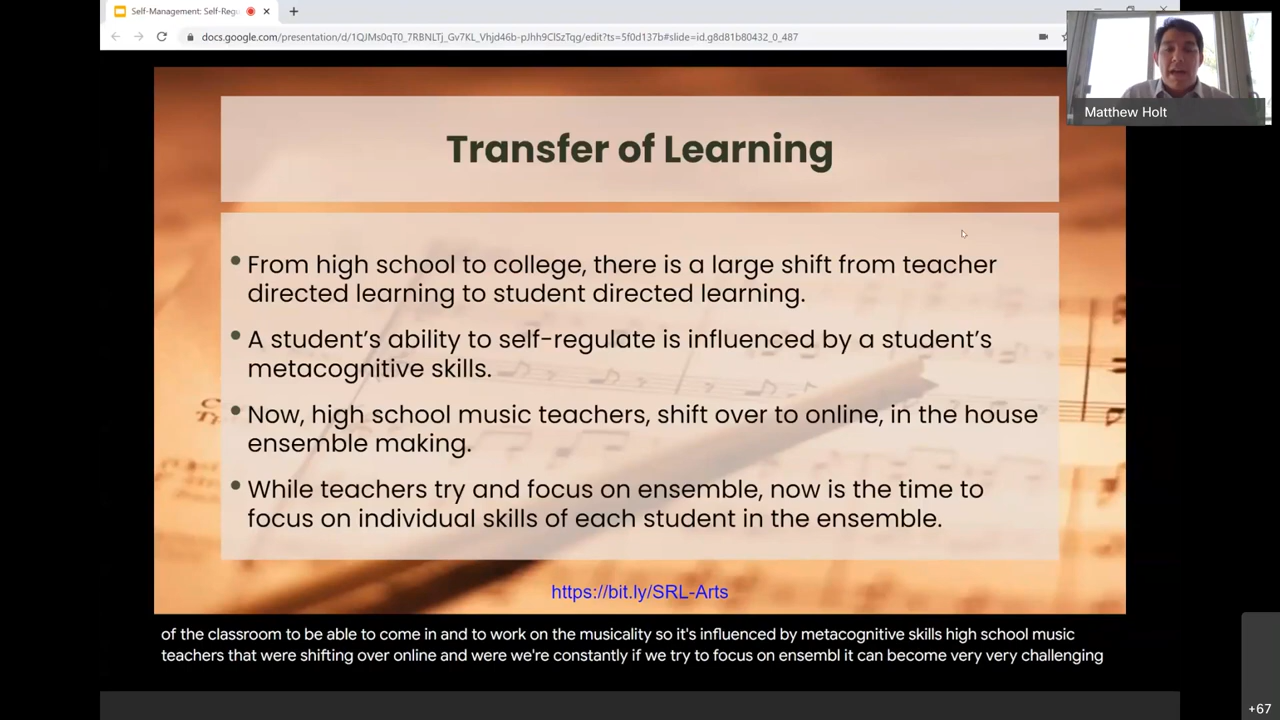 Self-Management: Self-Regu
docs.google.com/presentation/d/1QJMs0qT0_7RBNLTj_Gv7KL_Vhjd46b-pJhh9ClSzTqg/edit?ts=5f0d137b#slide=id.g8d81b80432_0_487
Matthew Holt
Transfer of Learning
• From high school to college, there is a large shift from teacher
directed learning to student directed learning.
• A student’s ability to self-regulate is influenced by a student’s
metacognitive skills.
• Now, high school music teachers, shift over to online, in the house
ensemble making.
• While teachers try and focus on ensemble, now is the time to
focus on individual skills of each student in the ensemble.
https://bit.ly/SRL-Arts
of the classroom to be able to come in and to work on the musicality so it's influenced by metacognitive skills high school music
teachers that were shifting over online and were we're constantly if we try to focus on ensembl it can become very very challenging
+67